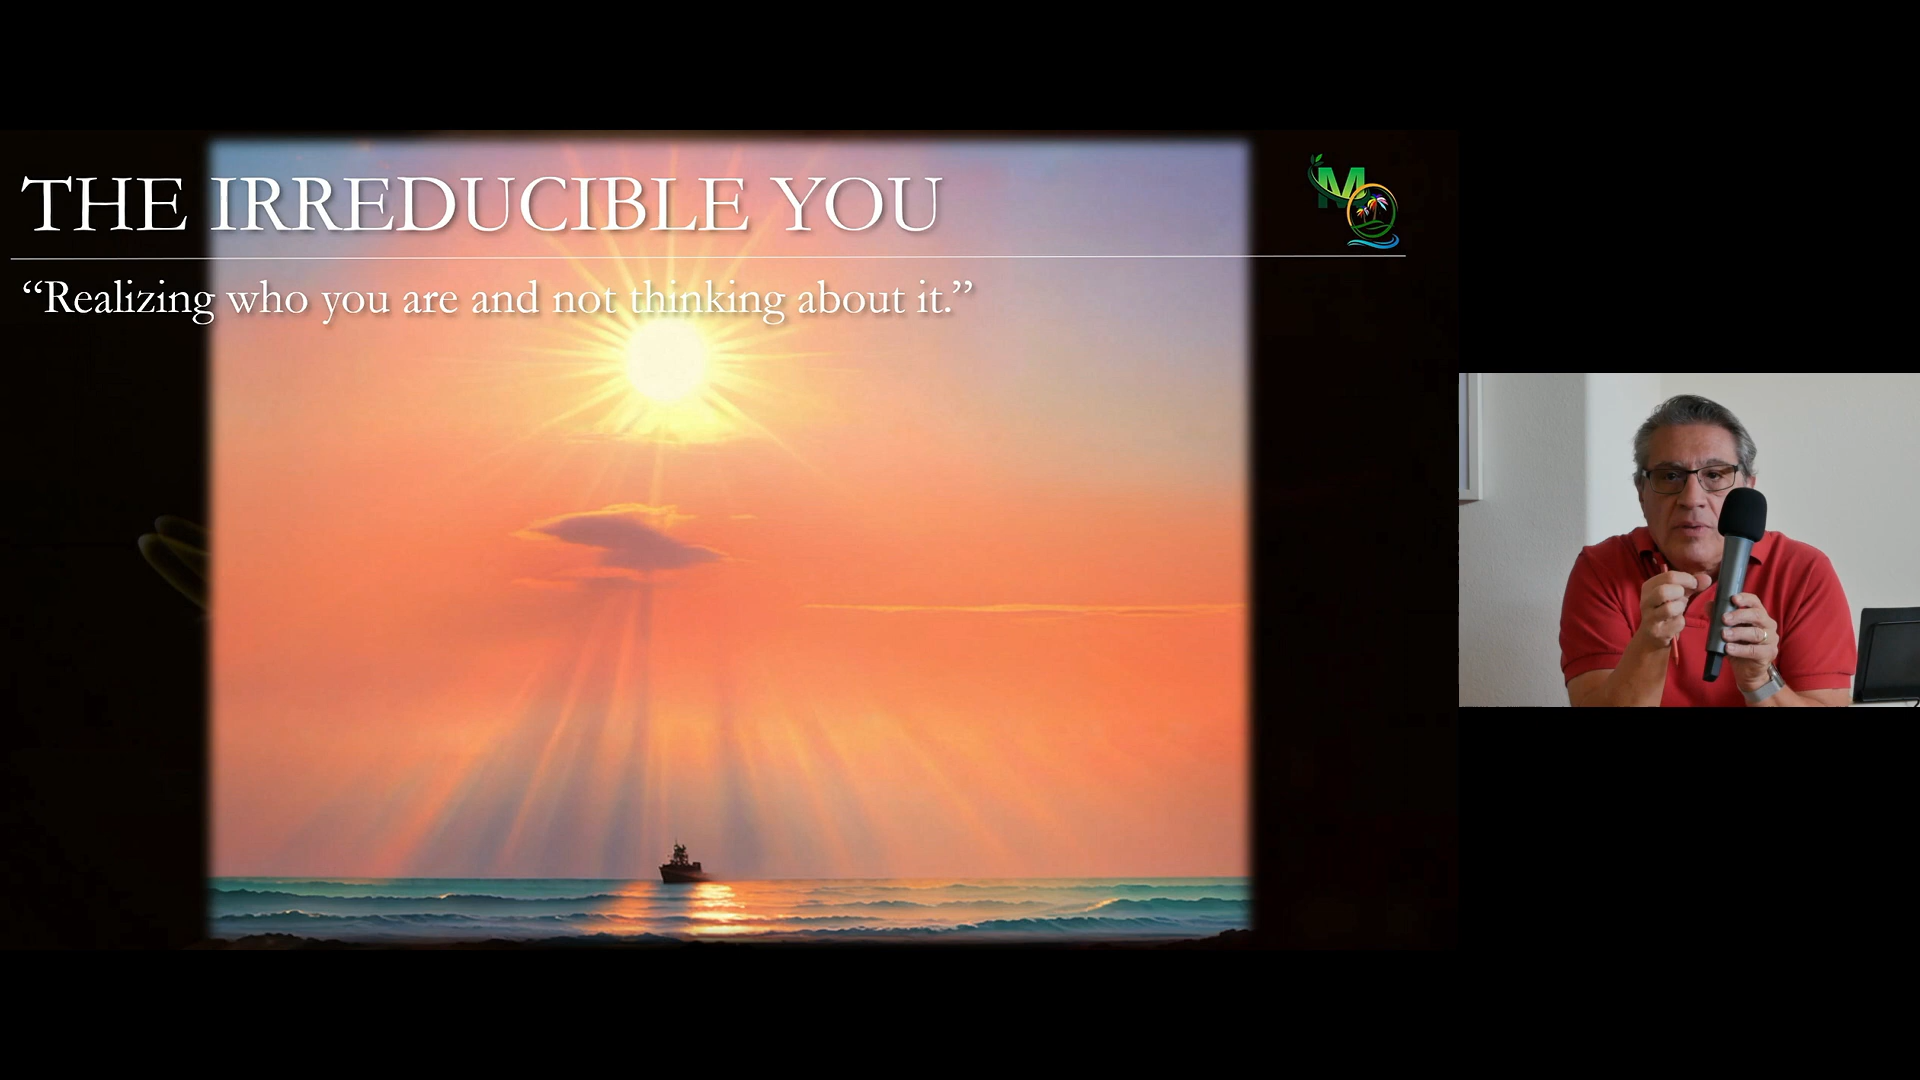 THE IRREDUCIBLE YOU
“Realizing who you are and not thinking about it.”
M